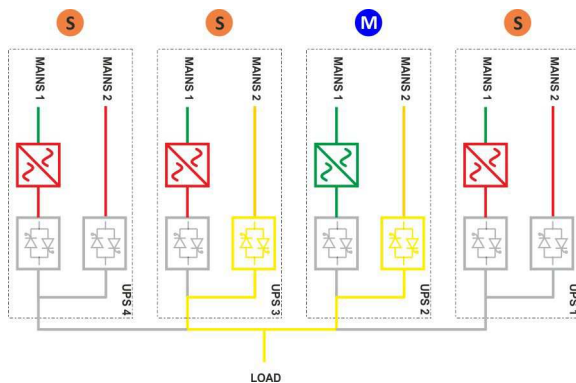 S
S
M
S
MAINS 1
MAINS 2
MAINS 1
MAINS 2
MAINS 1
MAINS 2
MAINS 1
MAINS 2
UPS 4
UPS 3
UPS 2
UPS 1
LOAD